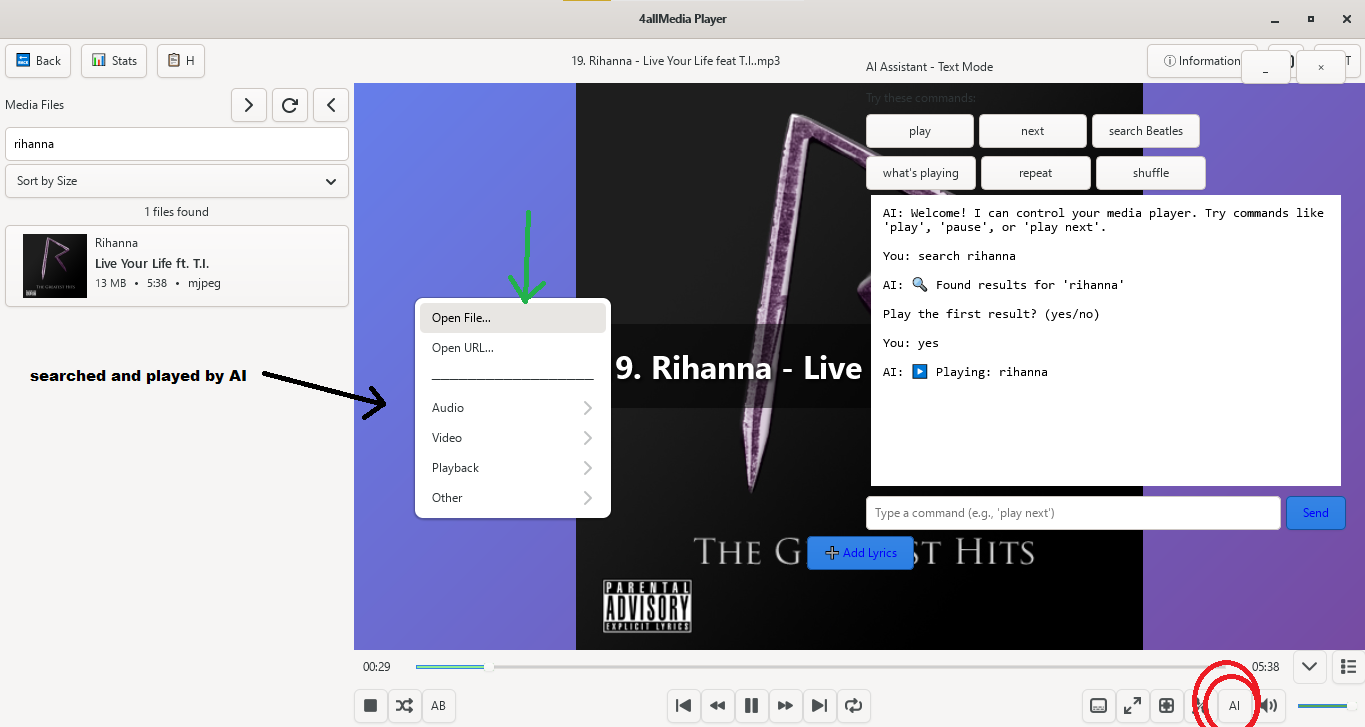 4allMedia Player
Back
Stats
H
19. Rihanna - Live Your Life feat T.I..mp3
Information
T
AI Assistant - Text Mode
Media Files
rihanna
Sort by Size
1 files found
Rihanna
Live Your Life ft. T.I.
13 MB • 5:38 • mjpeg
THE GREATEST HITS
searched and played by AI
Open File...
Open URL...
Audio
Video
Playback
Other
9. Rihanna - Live
Try these commands:
play
next
search Beatles
what's playing
repeat
shuffle
AI: Welcome! I can control your media player. Try commands like
'play', 'pause', or 'play next'.
You: search rihanna
AI: 🔍 Found results for 'rihanna'
Play the first result? (yes/no)
You: yes
AI: ▶ Playing: rihanna
Type a command (e.g., 'play next')
Send
Add Lyrics
THE G ST HITS
PARENTAL
ADVISORY
EXPLICIT LYRICS
00:29
05:38
AB
AI